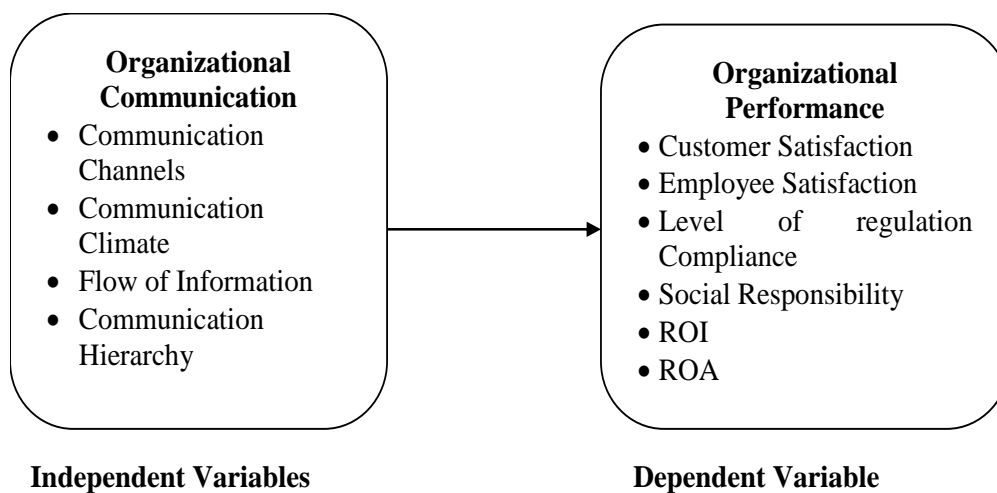 Organizational
Communication
• Communication
Channels
• Communication
Climate
• Flow of Information
• Communication
Hierarchy
Independent Variables
Organizational
Performance
• Customer Satisfaction
• Employee Satisfaction
• Level of regulation
Compliance
• Social Responsibility
• ROI
• ROA
Dependent Variable